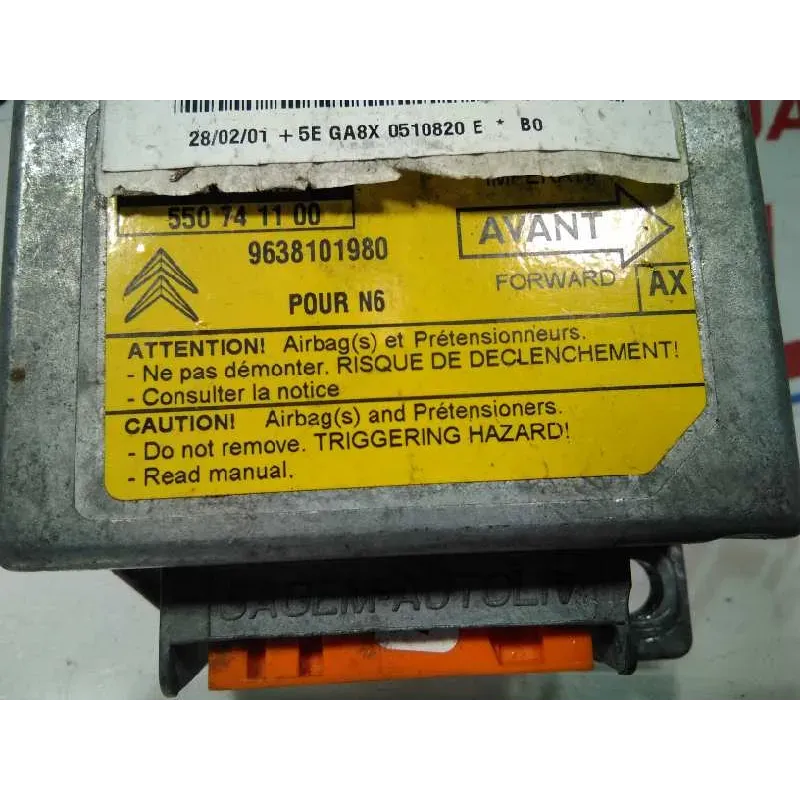 28/02/01 + 5E GA8X 0510820 E * B0
550 74 11 00
AVANT
9638101980
FORWARD
AX
POUR N6
ATTENTION! Airbag(s) et Prétensionneurs.
- Ne pas démonter. RISQUE DE DECLENCHEMENT!
- Consulter la notice
CAUTION! Airbag(s) and Prétensioners.
- Do not remove. TRIGGERING HAZARD!
- Read manual.
SAGEM-AUTOLIV